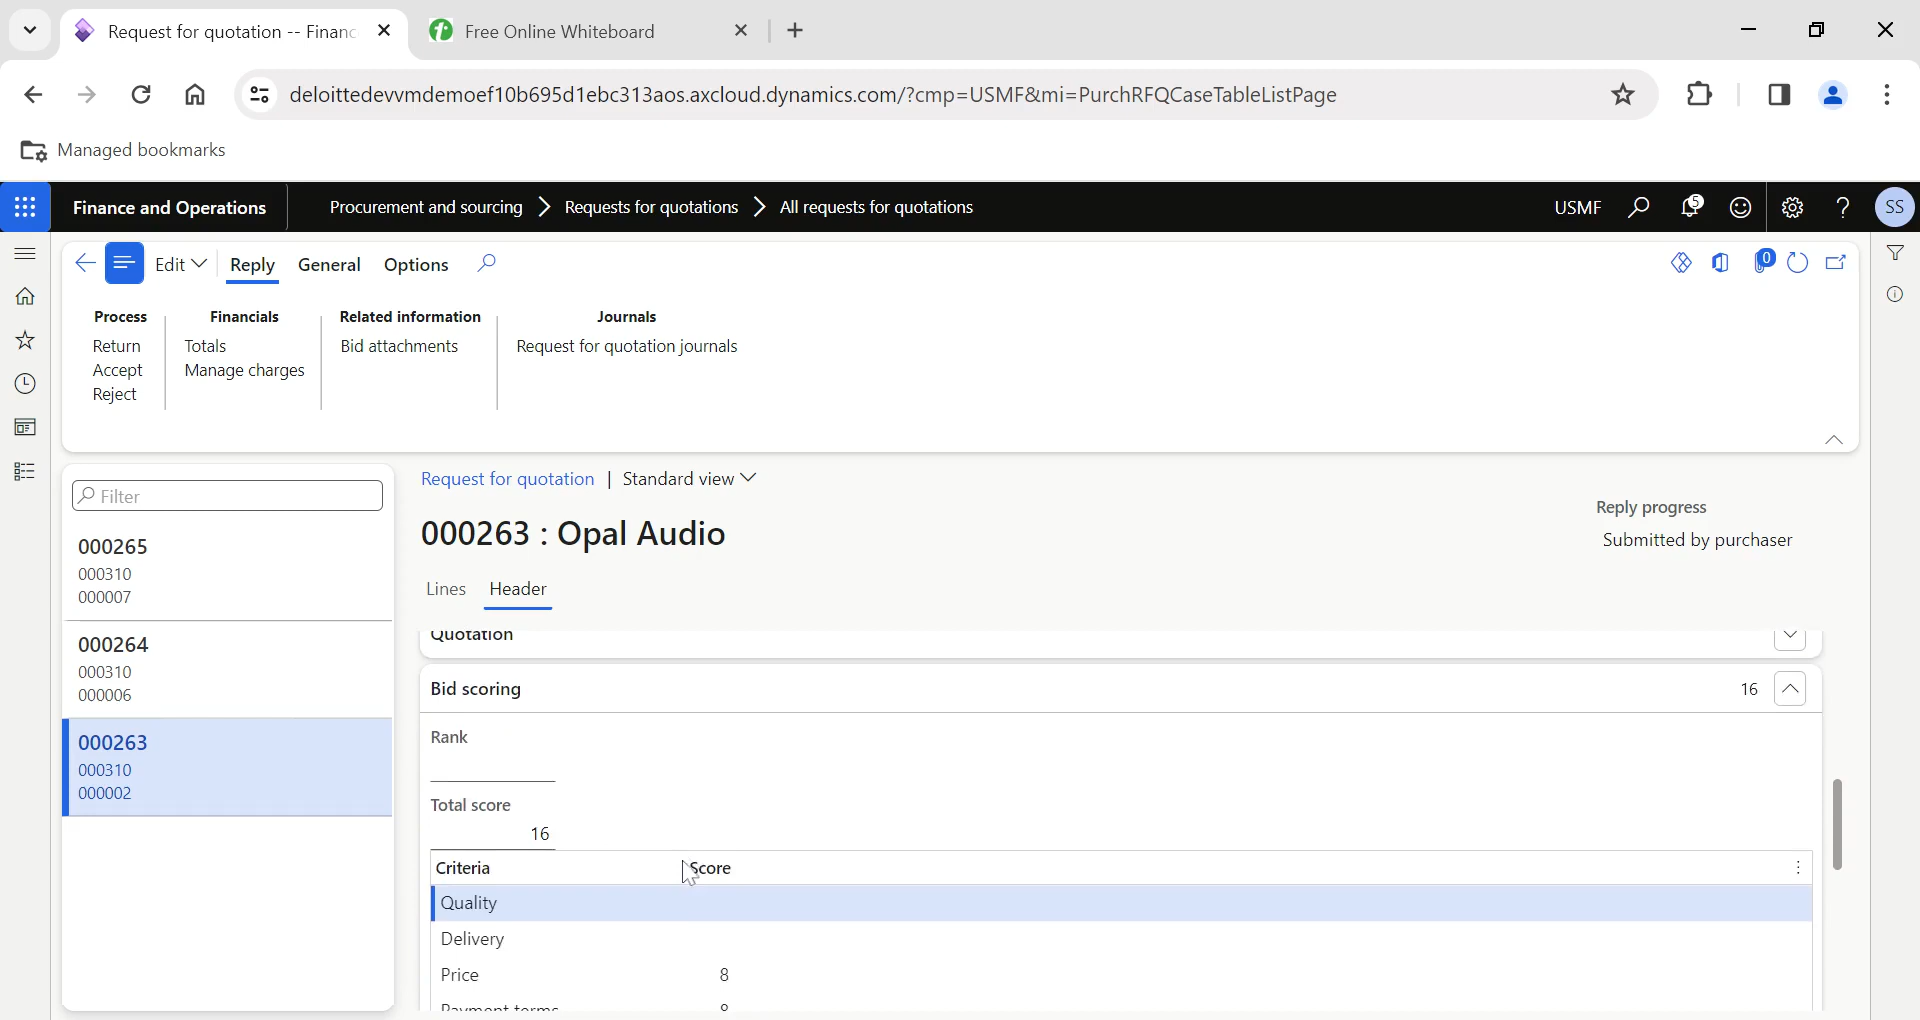 Request for quotation -- Financ
Free Online Whiteboard
deloittedevvmdemoef10b695d1ebc313aos.axcloud.dynamics.com/?cmp=USMF&mi=PurchRFQCaseTableListPage
Managed bookmarks
Finance and Operations
Procurement and sourcing
Requests for quotations
All requests for quotations
USMF
5
SS
Edit
Reply
General
Options
0
Process
Return
Accept
Reject
Financials
Totals
Manage charges
Related information
Bid attachments
Journals
Request for quotation journals
Filter
000265
000310
000007
000264
000310
000006
000263
000310
000002
Request for quotation | Standard view
000263 : Opal Audio
Reply progress
Submitted by purchaser
Lines
Header
Quotation
Bid scoring
16
Rank
Total score
16
Criteria
Score
Quality
Delivery
Price
8
Payment terms
8